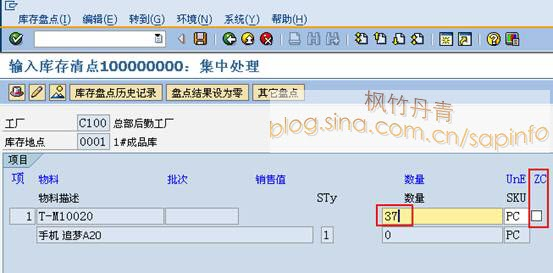 库存盘点(I) 编辑(E) 转到(G) 环境(N) 系统(Y) 帮助(H)
输入库存清点100000000: 集中处理
库存盘点历史记录 盘点结果设为零 其它盘点
枫竹丹青
blog.sina.com.cn/sapinfo
工厂 C100 总部后勤工厂
库存地点 0001 1#成品库
项目
项 物料 批次 销售值 数量 UnE ZC
物料描述 STy 数量 SKU
1 T-M10020 37 PC
手机 追梦A20 1 0 PC